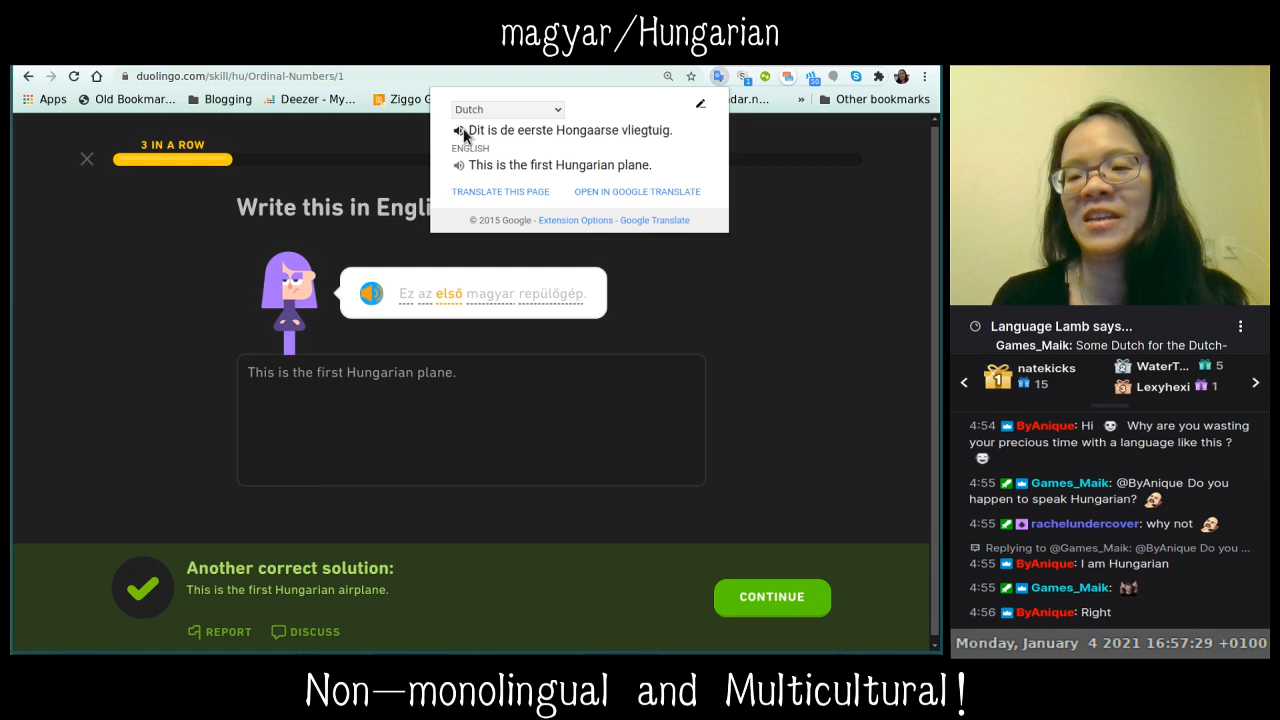 magyar/Hungarian
duolingo.com/skill/hu/Ordinal-Numbers/1
Apps
Old Bookmar...
Blogging
Deezer - My...
Ziggo G
dar.n...
»
Other bookmarks
Dutch
Dit is de eerste Hongaarse vliegtuig.
ENGLISH
This is the first Hungarian plane.
TRANSLATE THIS PAGE
OPEN IN GOOGLE TRANSLATE
© 2015 Google - Extension Options - Google Translate
3 IN A ROW
Write this in Engli
Ez az első magyar repülőgép.
This is the first Hungarian plane.
Another correct solution:
This is the first Hungarian airplane.
REPORT
DISCUSS
CONTINUE
Language Lamb says...
Games_Maik: Some Dutch for the Dutch-
1
natekicks
15
2
WaterT...
5
3
Lexyhexi
1
4:54 ByAnique: Hi Why are you wasting
your precious time with a language like this ?
4:55 Games_Maik: @ByAnique Do you
happen to speak Hungarian?
4:55 rachelundercover: why not
Replying to @Games_Maik: @ByAnique Do you ...
4:55 ByAnique: I am Hungarian
4:55 Games_Maik:
4:56 ByAnique: Right
Monday, January 4 2021 16:57:29 +0100
Non-monolingual and Multicultural!